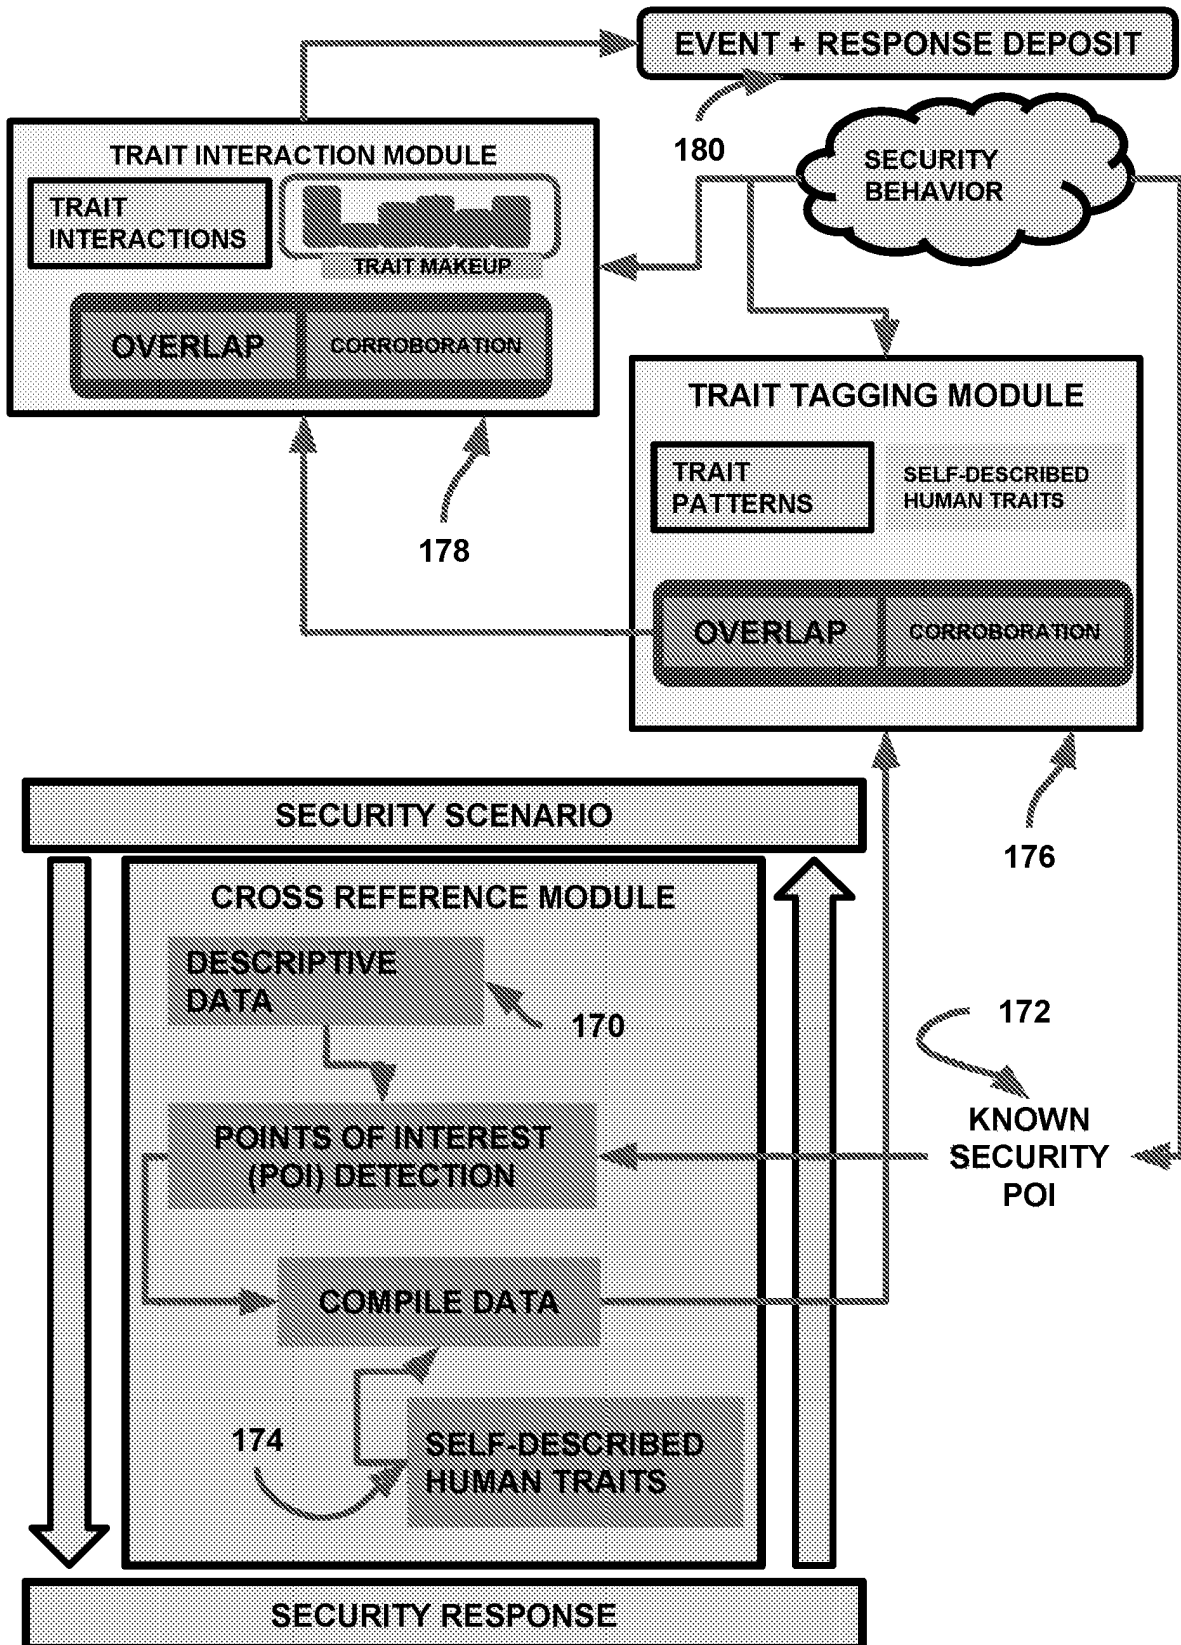 EVENT + RESPONSE DEPOSIT
180
SECURITY
BEHAVIOR
TRAIT INTERACTION MODULE
TRAIT
INTERACTIONS
TRAIT MAKEUP
OVERLAP
CORROBORATION
178
TRAIT TAGGING MODULE
TRAIT
PATTERNS
SELF-DESCRIBED
HUMAN TRAITS
OVERLAP
CORROBORATION
176
SECURITY SCENARIO
CROSS REFERENCE MODULE
DESCRIPTIVE
DATA
170
172
POINTS OF INTEREST
(POI) DETECTION
KNOWN
SECURITY
POI
COMPILE DATA
174
SELF-DESCRIBED
HUMAN TRAITS
SECURITY RESPONSE